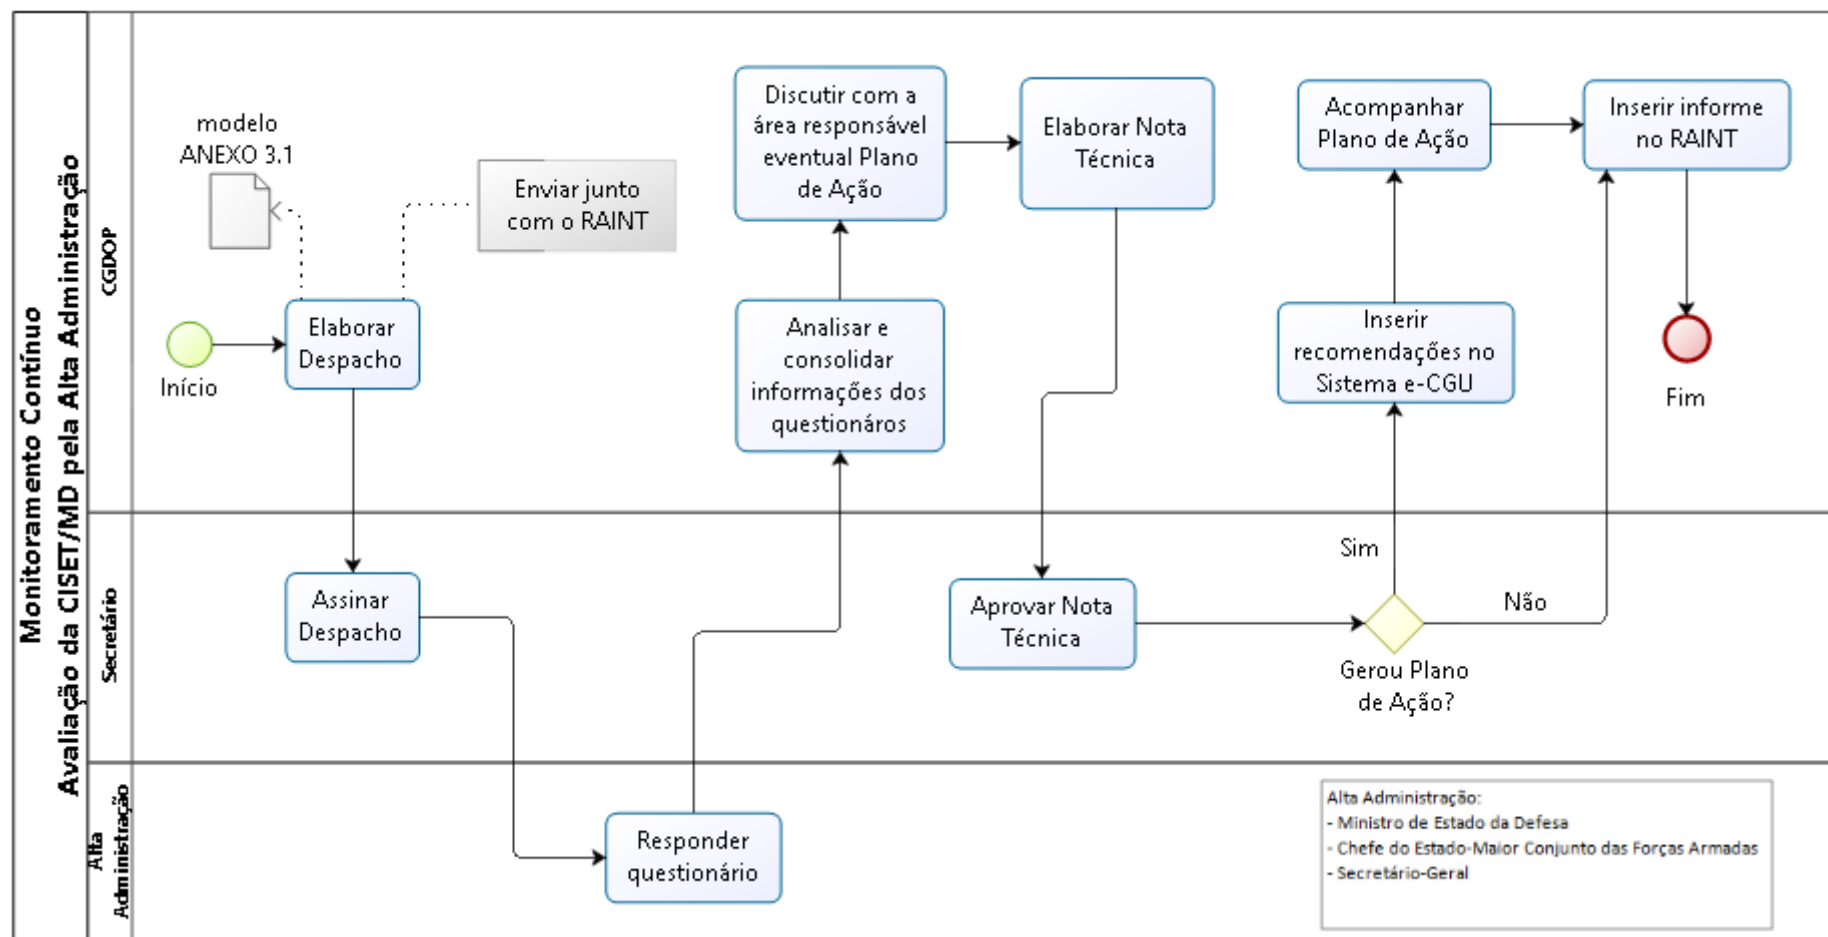 Monitoramento Contínuo
Avaliação da CISET/MD pela Alta Administração
CGDOP
modelo
ANEXO 3.1
Enviar junto
com o RAINT
Início
Elaborar
Despacho
Discutir com a
área responsável
eventual Plano
de Ação
Elaborar Nota
Técnica
Analisar e
consolidar
informações dos
questionáros
Acompanhar
Plano de Ação
Inserir informe
no RAINT
Inserir
recomendações no
Sistema e-CGU
Fim
Secretário
Assinar
Despacho
Aprovar Nota
Técnica
Sim
Não
Gerou Plano
de Ação?
Alta
Administração
Responder
questionário
Alta Administração:
- Ministro de Estado da Defesa
- Chefe do Estado-Maior Conjunto das Forças Armadas
- Secretário-Geral